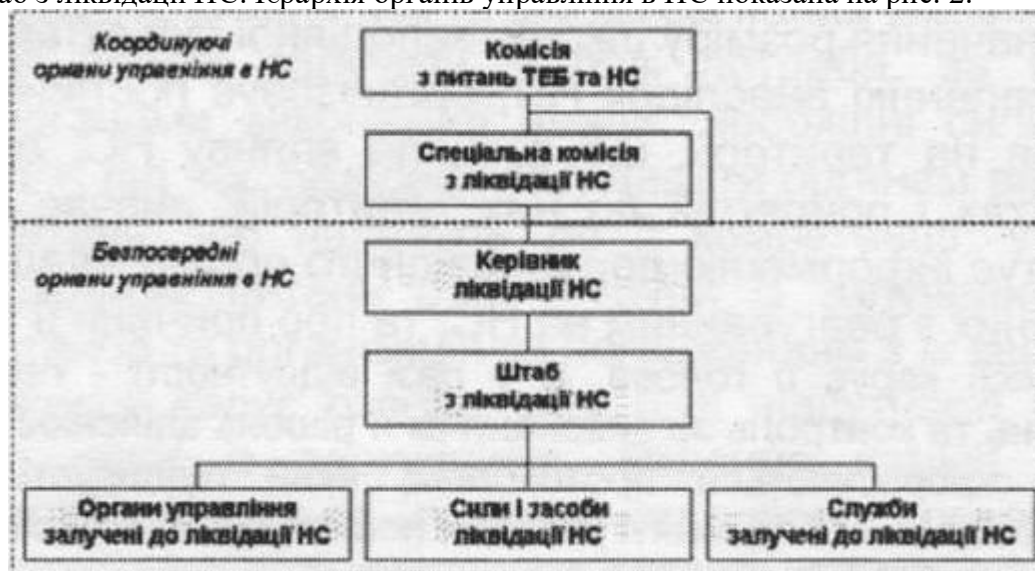 з ліквідації НС. Ієрархія органів управління в НС показана на рис. 2.
Координуючі
органи управління в НС
Комісія
з питань ТЕБ та НС
Спеціальна комісія
з ліквідації НС
Безпосередні
органи управління в НС
Керівник
ліквідації НС
Штаб
з ліквідації НС
Органи управління
залучені до ліквідації НС
Сили і засоби
ліквідації НС
Служби
залучені до ліквідації НС